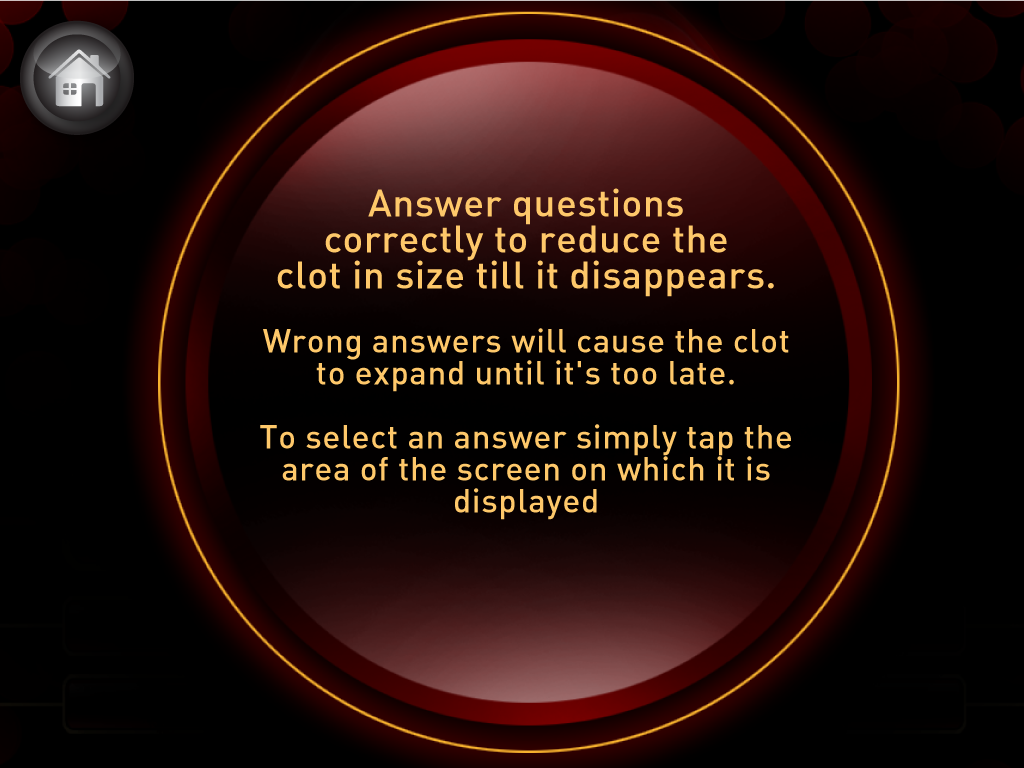 Answer questions
correctly to reduce the
clot in size till it disappears.
Wrong answers will cause the clot
to expand until it's too late.
To select an answer simply tap the
area of the screen on which it is
displayed